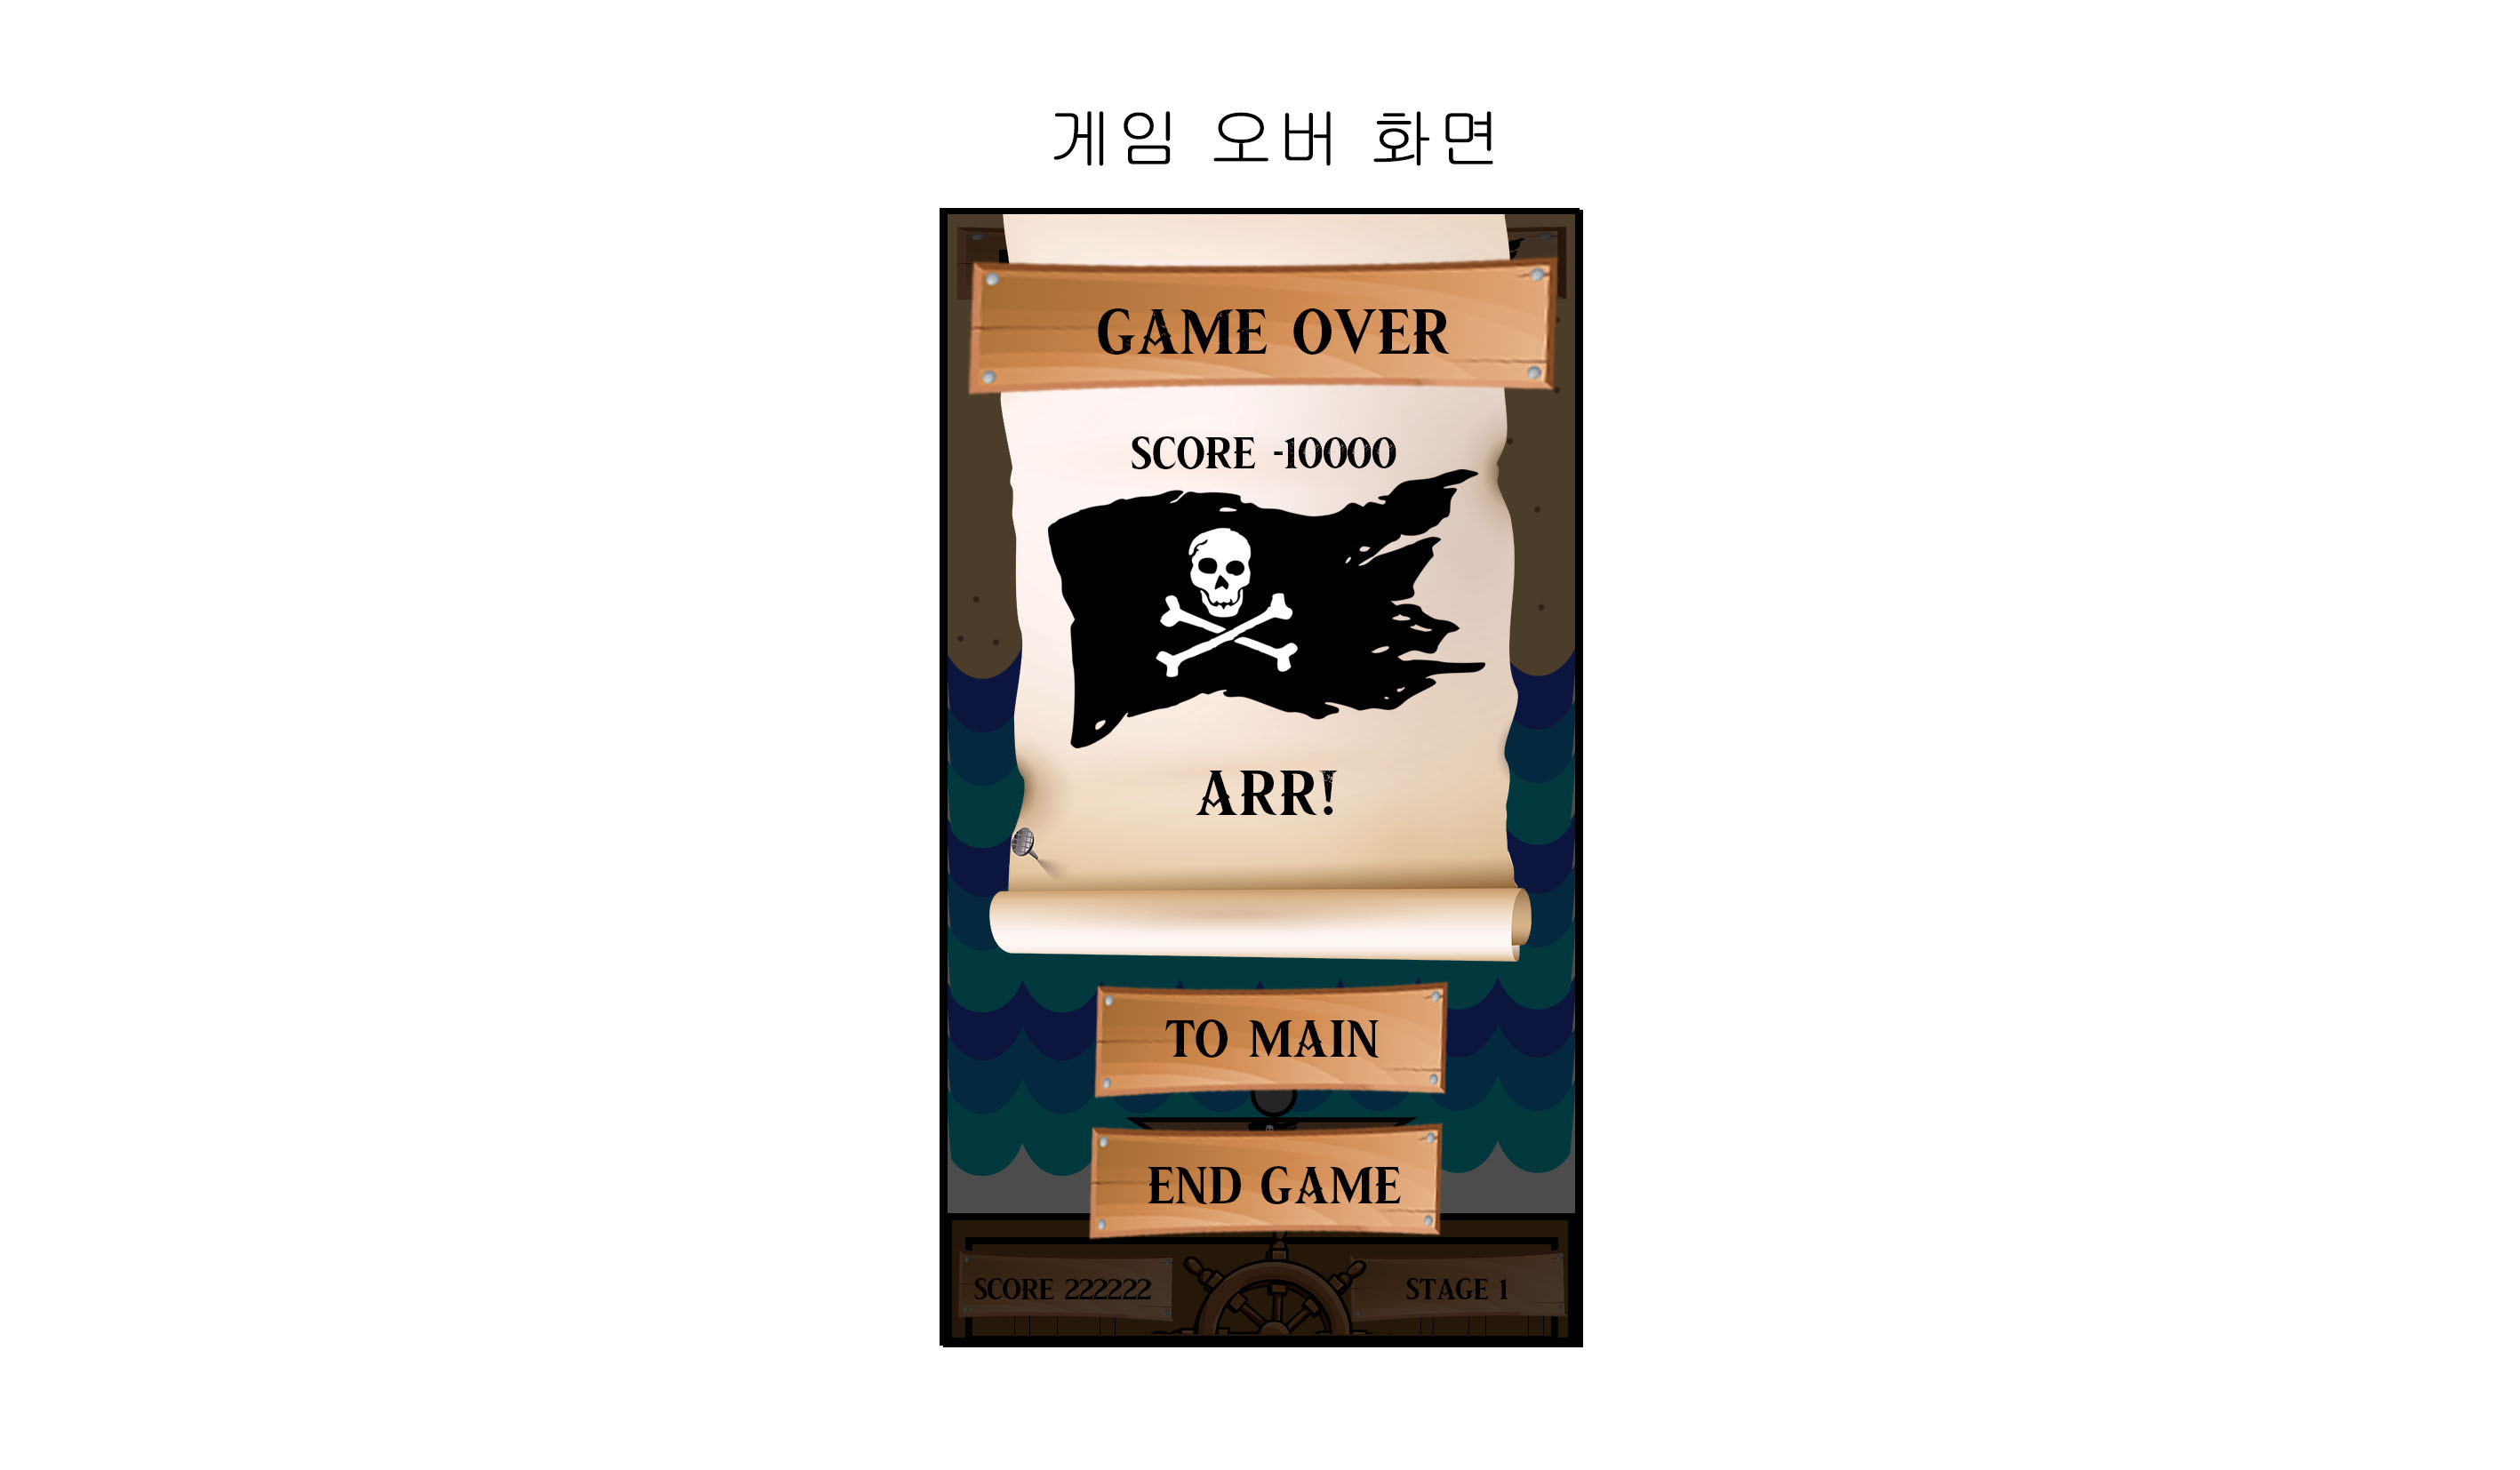 게임 오버 화면
GAME OVER
SCORE -10000
ARR!
TO MAIN
END GAME
SCORE 222222
STAGE 1